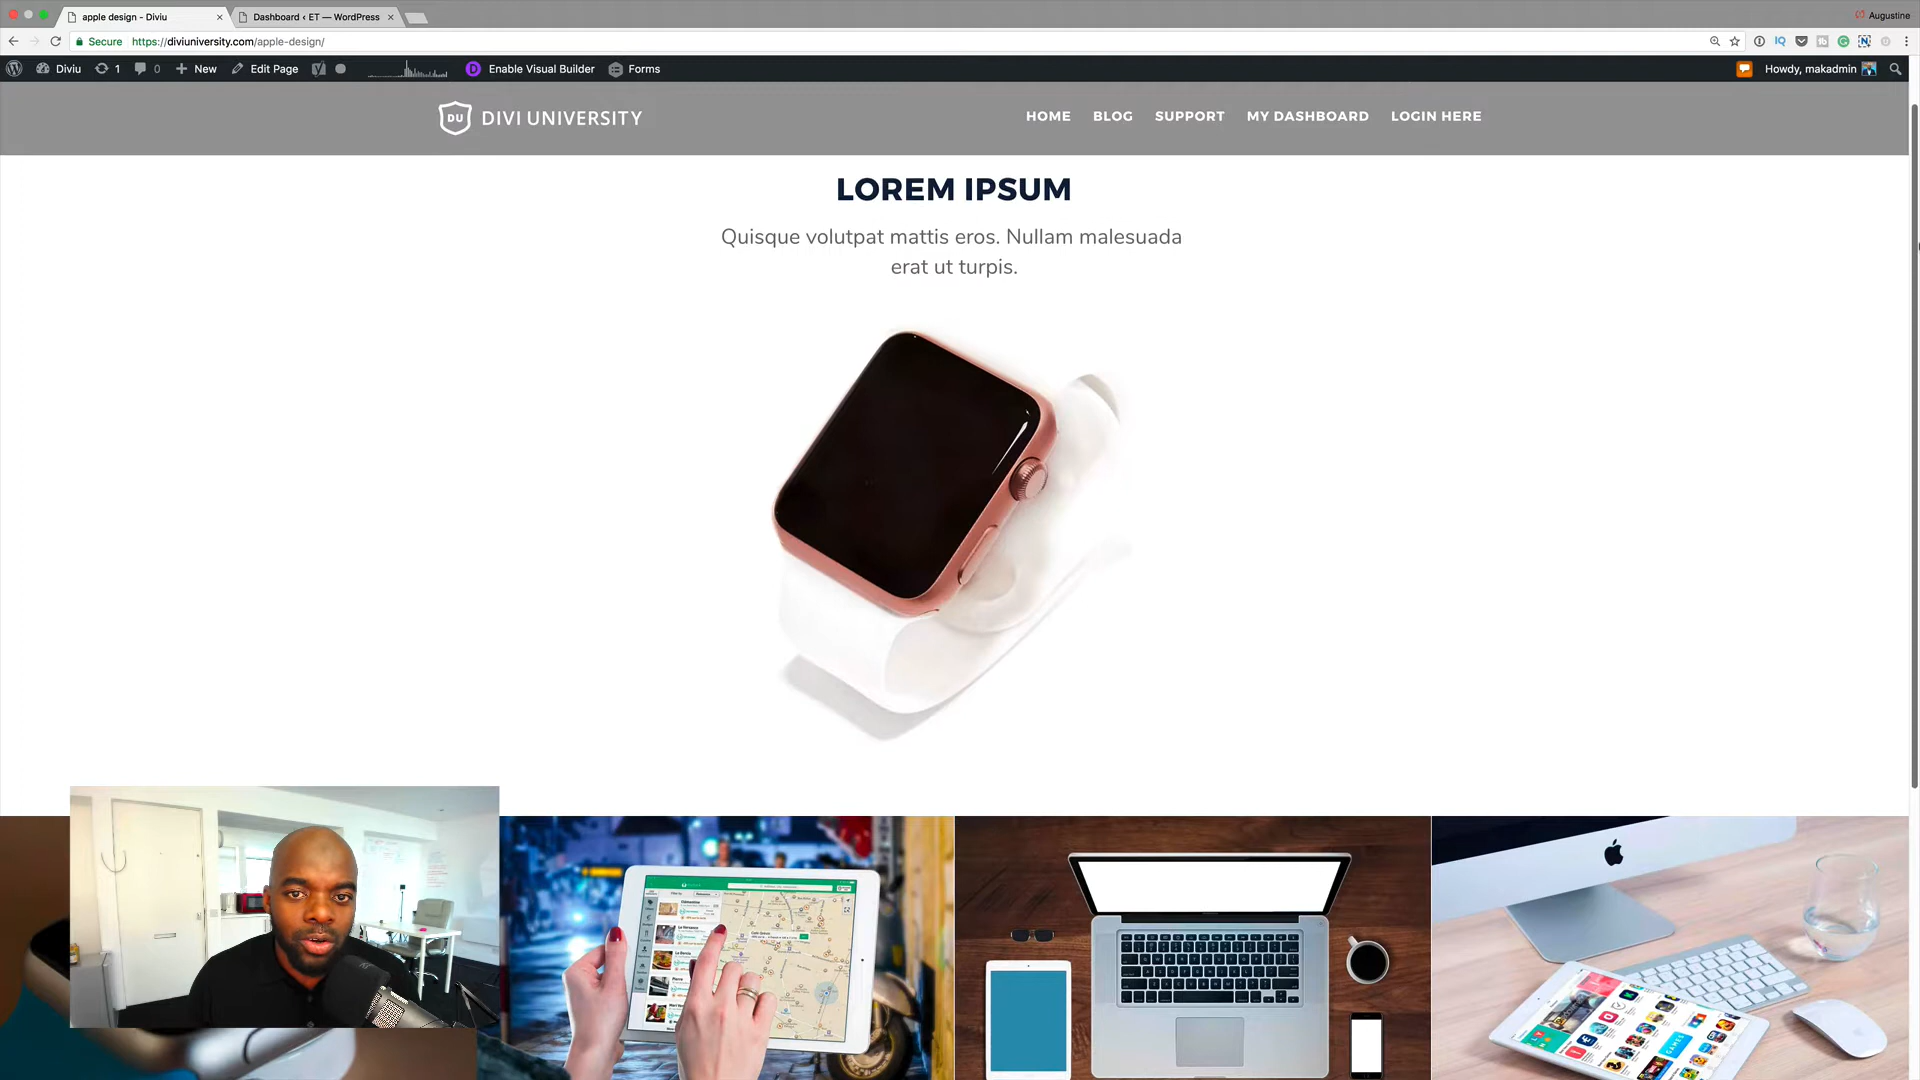 apple design - Diviu
Dashboard ‹ ET — WordPress
Augustine
Secure
https://diviuniversity.com/apple-design/
Diviu
1
0
New
Edit Page
Enable Visual Builder
Forms
Howdy, makadmin
DU
DIVI UNIVERSITY
HOME
BLOG
SUPPORT
MY DASHBOARD
LOGIN HERE
LOREM IPSUM
Quisque volutpat mattis eros. Nullam malesuada
erat ut turpis.